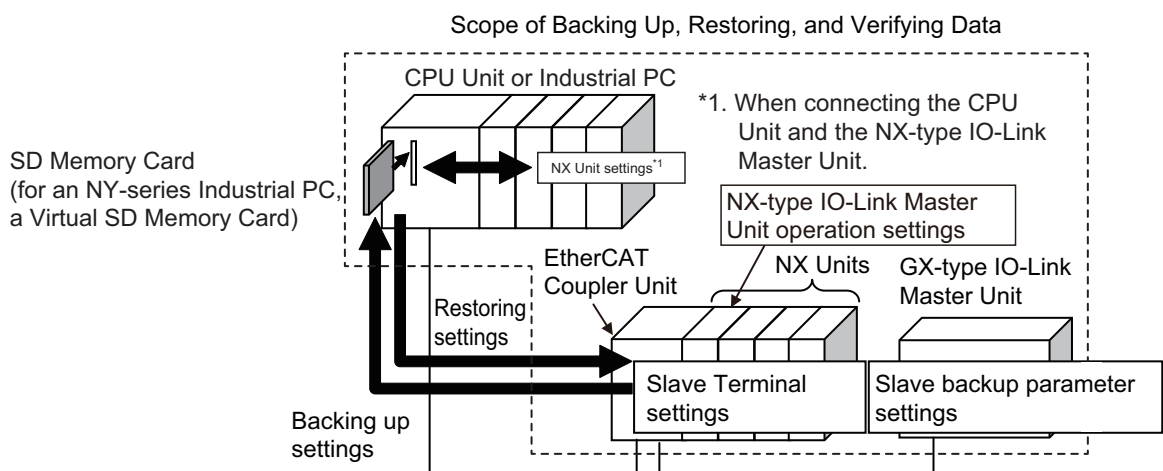 Scope of Backing Up, Restoring, and Verifying Data
CPU Unit or Industrial PC
*1. When connecting the CPU
Unit and the NX-type IO-Link
Master Unit.
SD Memory Card
(for an NY-series Industrial PC,
a Virtual SD Memory Card)
NX Unit settings*1
NX-type IO-Link Master
Unit operation settings
EtherCAT
Coupler Unit
NX Units
GX-type IO-Link
Master Unit
Restoring
settings
Slave Terminal
settings
Slave backup parameter
settings
Backing up
settings